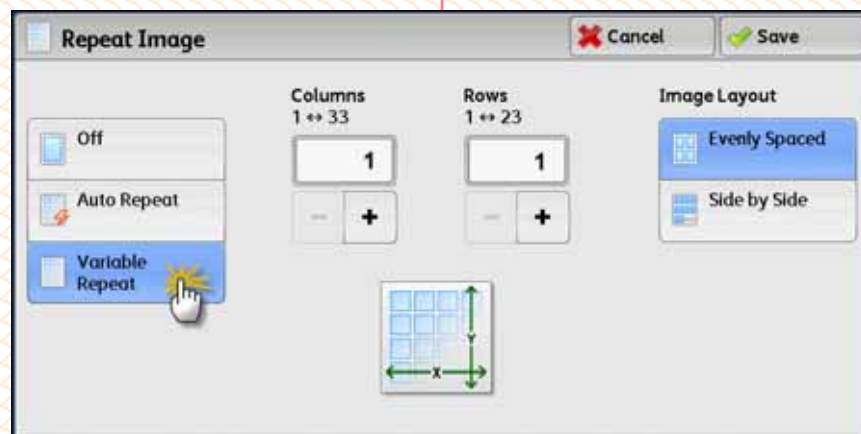 Repeat Image
Cancel
Save
Columns
1 ↔ 33
1
− +
Rows
1 ↔ 23
1
− +
Image Layout
Off
Auto Repeat
Variable
Repeat
Evenly Spaced
Side by Side
Y
X